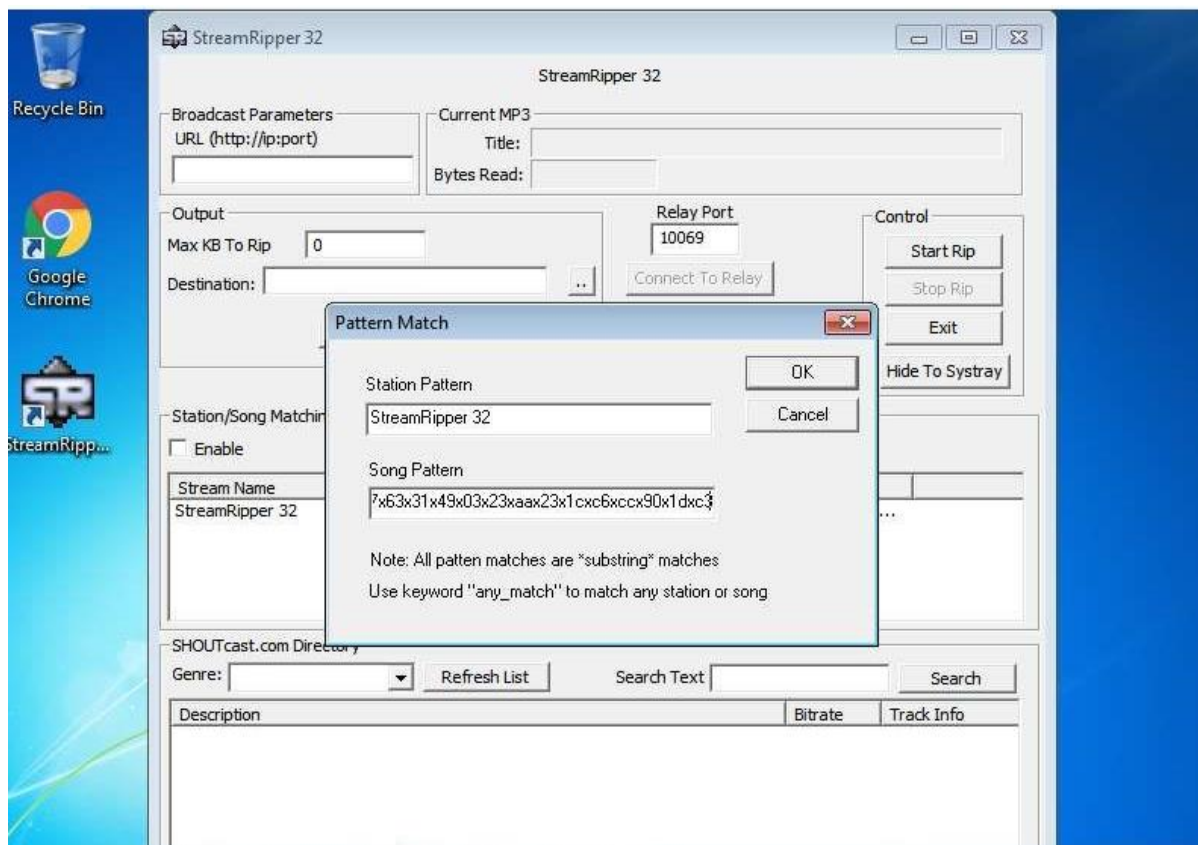 StreamRipper 32
StreamRipper 32
Recycle Bin
Broadcast Parameters
URL (http://ip:port)
Current MP3
Title:
Bytes Read:
Output
Max KB To Rip
0
Destination:
..
Relay Port
10069
Connect To Relay
Control
Start Rip
Stop Rip
Exit
Hide To Systray
Google
Chrome
StreamRipp...
Pattern Match
Station Pattern
StreamRipper 32
OK
Cancel
Song Pattern
7x63x31x49x03x23xaax23x1cxc6xccx90x1dxc3
Note: All patten matches are *substring* matches
Use keyword "any_match" to match any station or song
Station/Song Matchin
Enable
Stream Name
StreamRipper 32
...
SHOUTcast.com Directory
Genre:
Refresh List
Search Text
Search
Description
Bitrate
Track Info